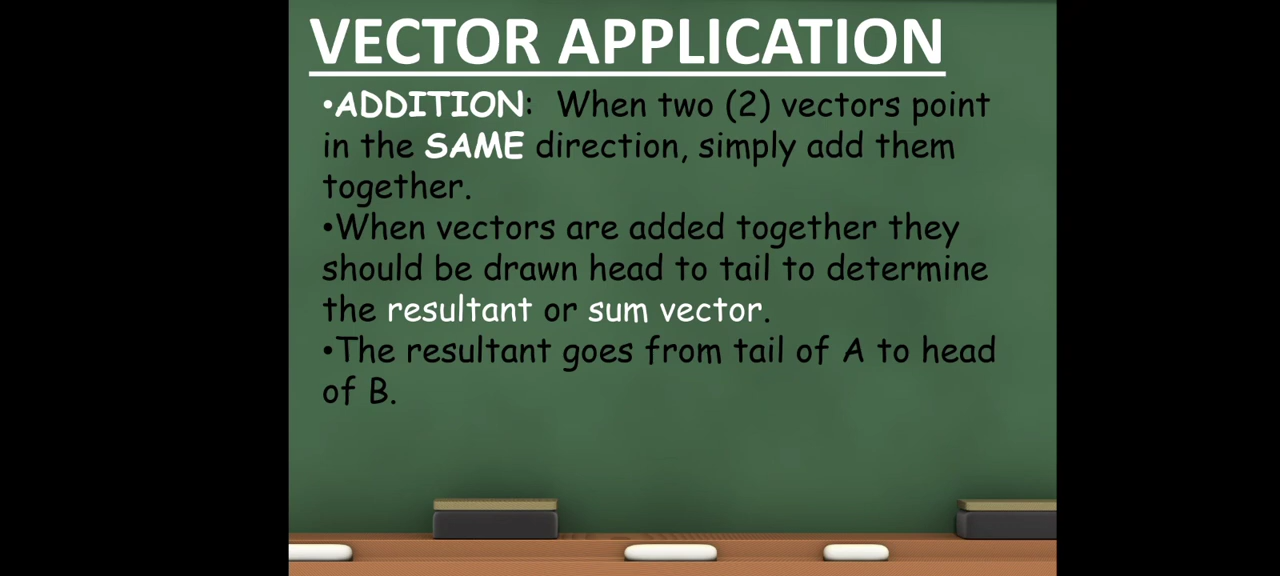 VECTOR APPLICATION
•ADDITION:  When two (2) vectors point
in the SAME direction, simply add them
together.
•When vectors are added together they
should be drawn head to tail to determine
the resultant or sum vector.
•The resultant goes from tail of A to head
of B.